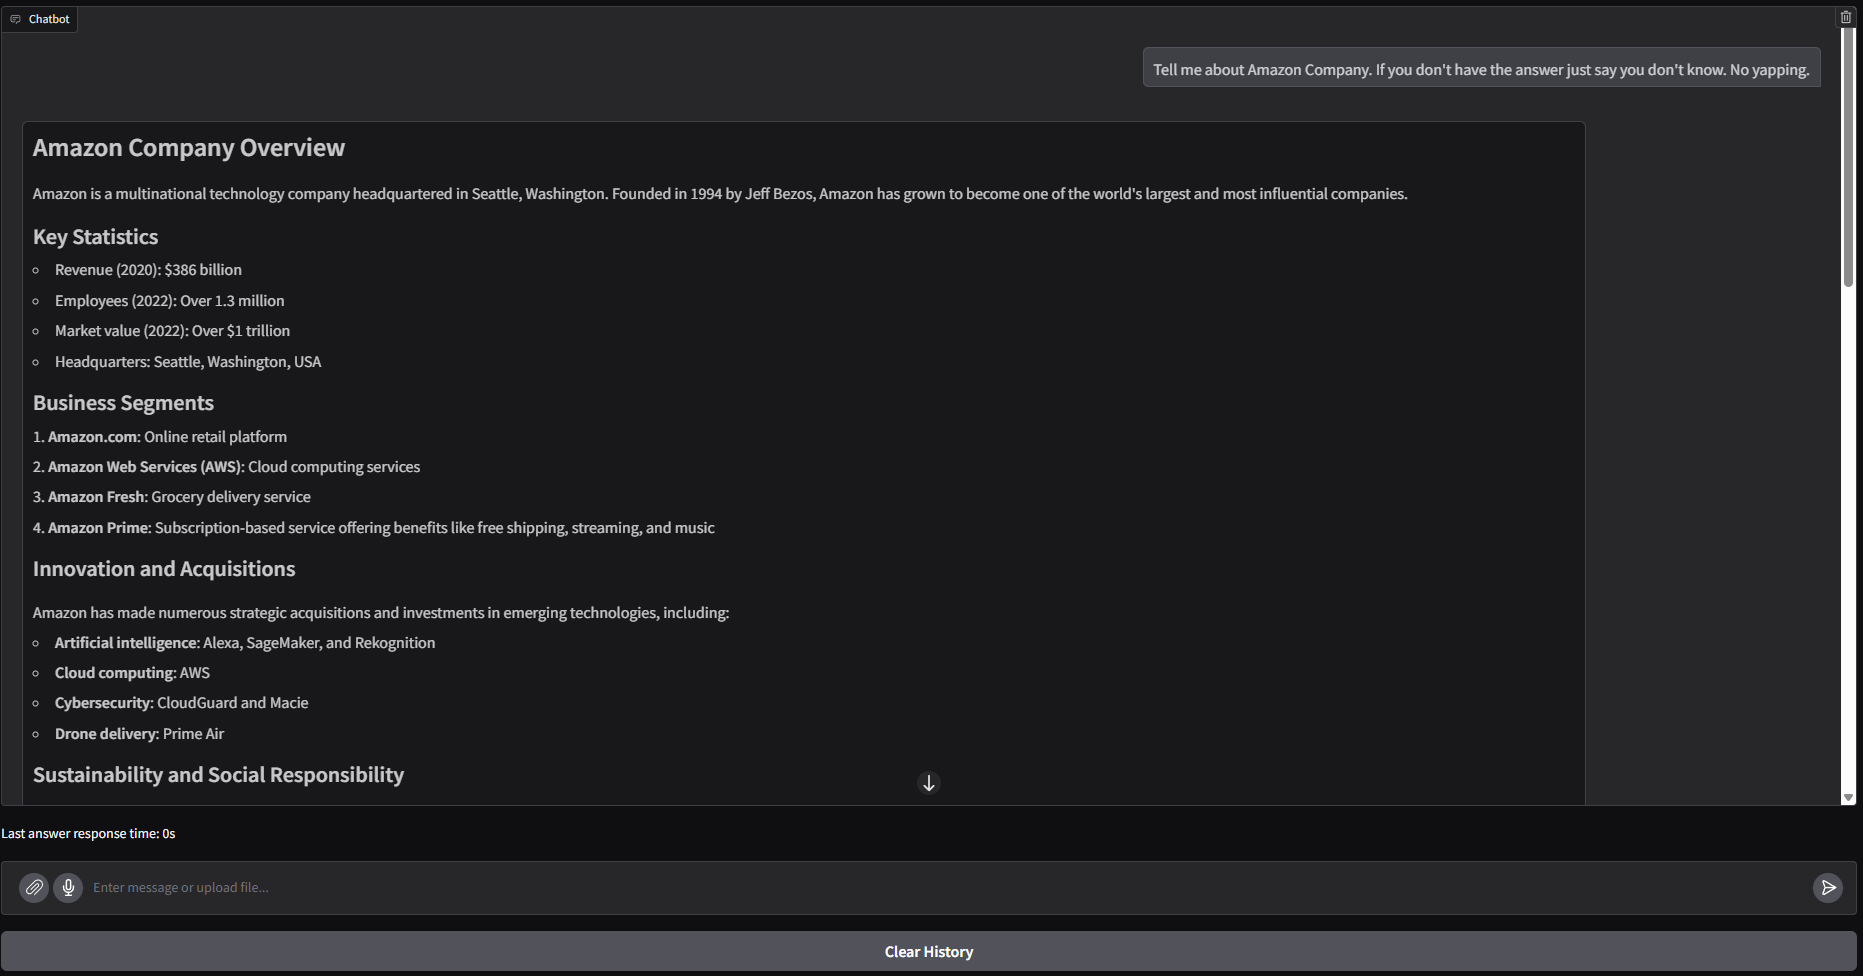 Chatbot
Tell me about Amazon Company. If you don't have the answer just say you don't know. No yapping.
Amazon Company Overview
Amazon is a multinational technology company headquartered in Seattle, Washington. Founded in 1994 by Jeff Bezos, Amazon has grown to become one of the world's largest and most influential companies.
Key Statistics
Revenue (2020): $386 billion
Employees (2022): Over 1.3 million
Market value (2022): Over $1 trillion
Headquarters: Seattle, Washington, USA
Business Segments
1. Amazon.com: Online retail platform
2. Amazon Web Services (AWS): Cloud computing services
3. Amazon Fresh: Grocery delivery service
4. Amazon Prime: Subscription-based service offering benefits like free shipping, streaming, and music
Innovation and Acquisitions
Amazon has made numerous strategic acquisitions and investments in emerging technologies, including:
Artificial intelligence: Alexa, SageMaker, and Rekognition
Cloud computing: AWS
Cybersecurity: CloudGuard and Macie
Drone delivery: Prime Air
Sustainability and Social Responsibility
Last answer response time: 0s
Enter message or upload file...
Clear History